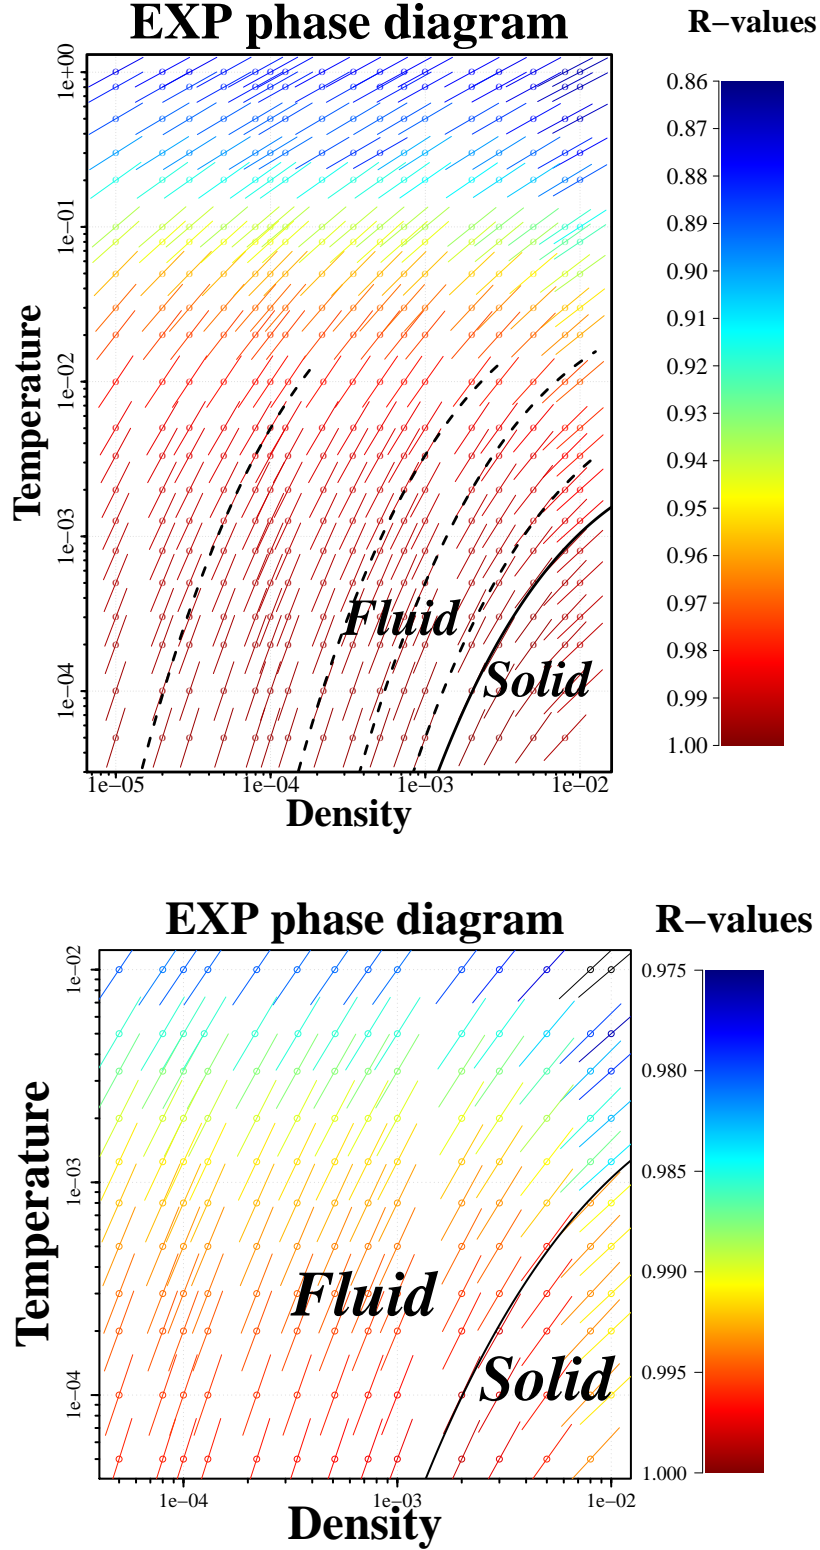 EXP phase diagram
R−values
Temperature
1e+00
1e−01
1e−02
1e−03
1e−04
Fluid
Solid
1e−05
1e−04
1e−03
1e−02
Density
0.86
0.87
0.88
0.89
0.90
0.91
0.92
0.93
0.94
0.95
0.96
0.97
0.98
0.99
1.00
EXP phase diagram
R−values
Temperature
1e−02
1e−03
1e−04
Fluid
Solid
1e−04
1e−03
1e−02
Density
0.975
0.980
0.985
0.990
0.995
1.000